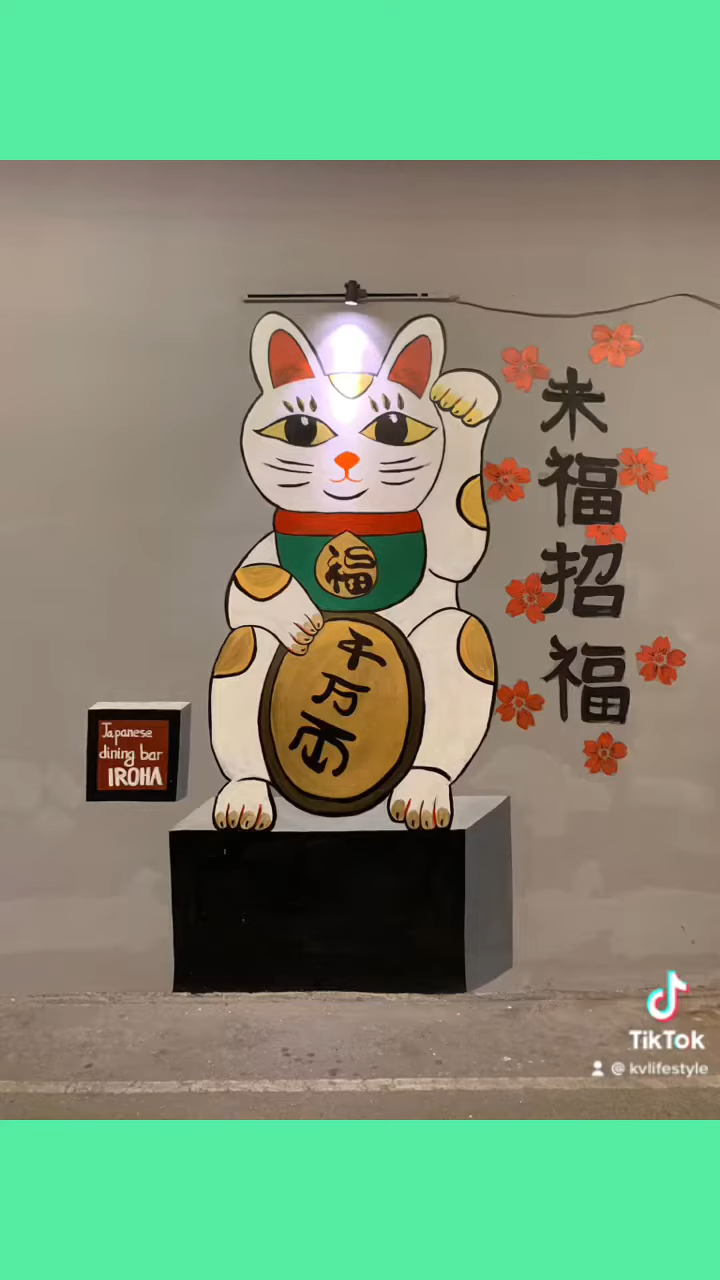 来福招福
福
千万両
Japanese
dining bar
IROHA
TikTok
@ kvlifestyle